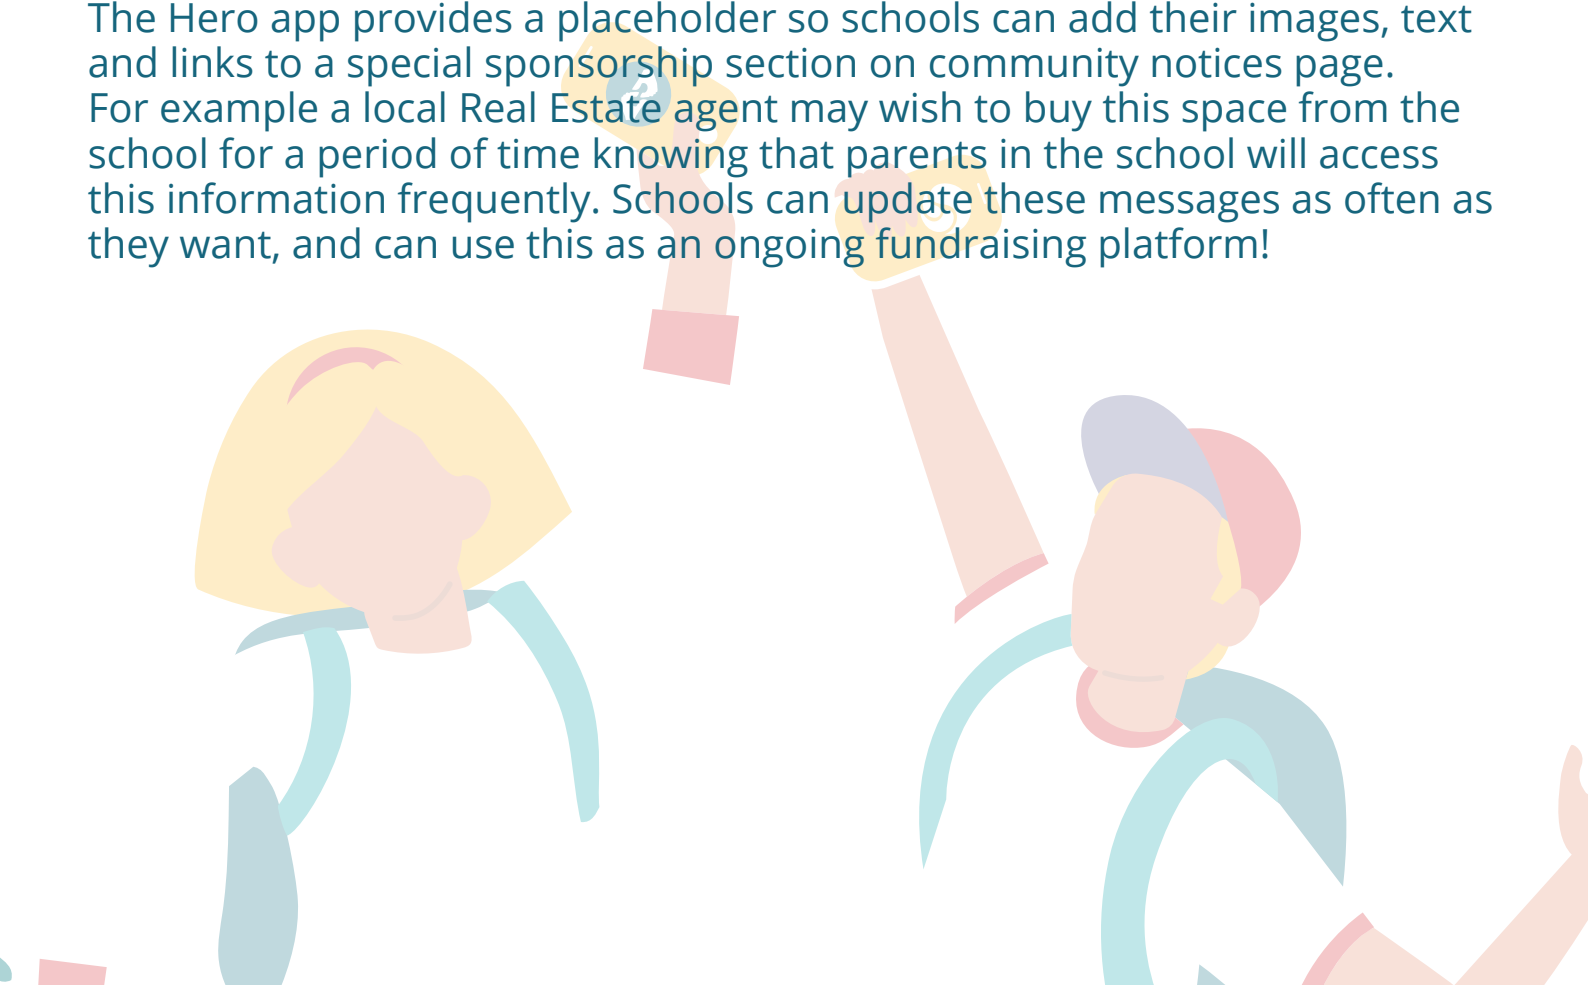 The Hero app provides a placeholder so schools can add their images, text
and links to a special sponsorship section on community notices page.
For example a local Real Estate agent may wish to buy this space from the
school for a period of time knowing that parents in the school will access
this information frequently. Schools can update these messages as often as
they want, and can use this as an ongoing fundraising platform!